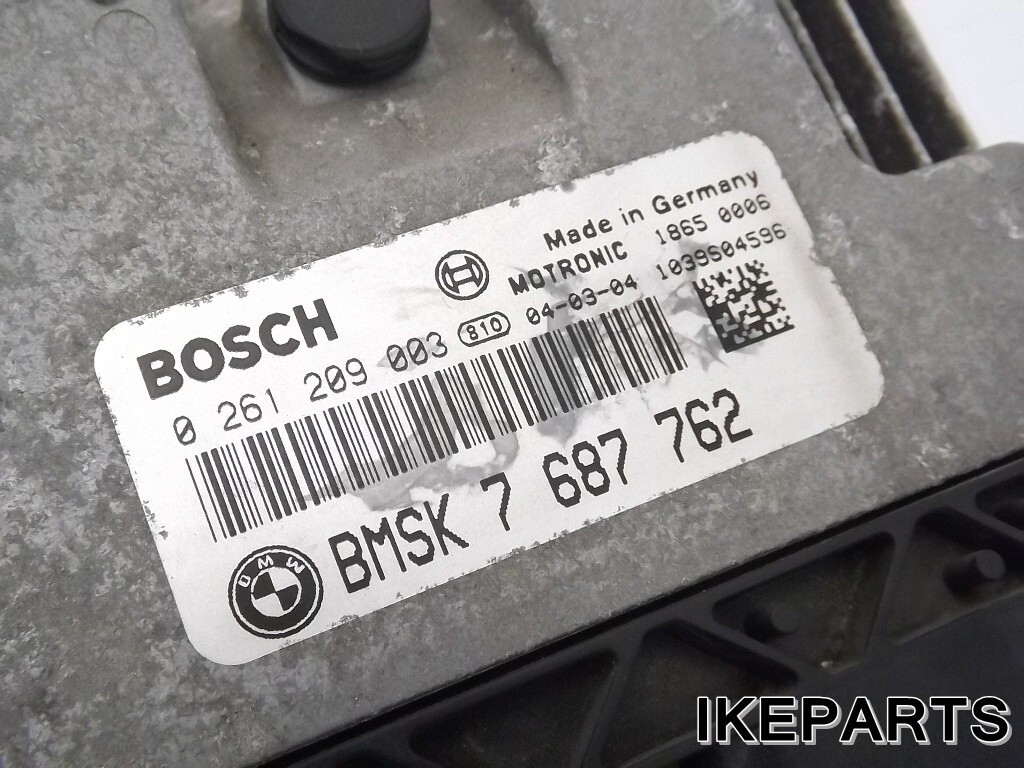 Made in Germany
MOTRONIC 1865 0006
BOSCH
0 261 209 003 810 04-03-04 1039S04596
BMW
BMSK 7 687 762
IKEPARTS